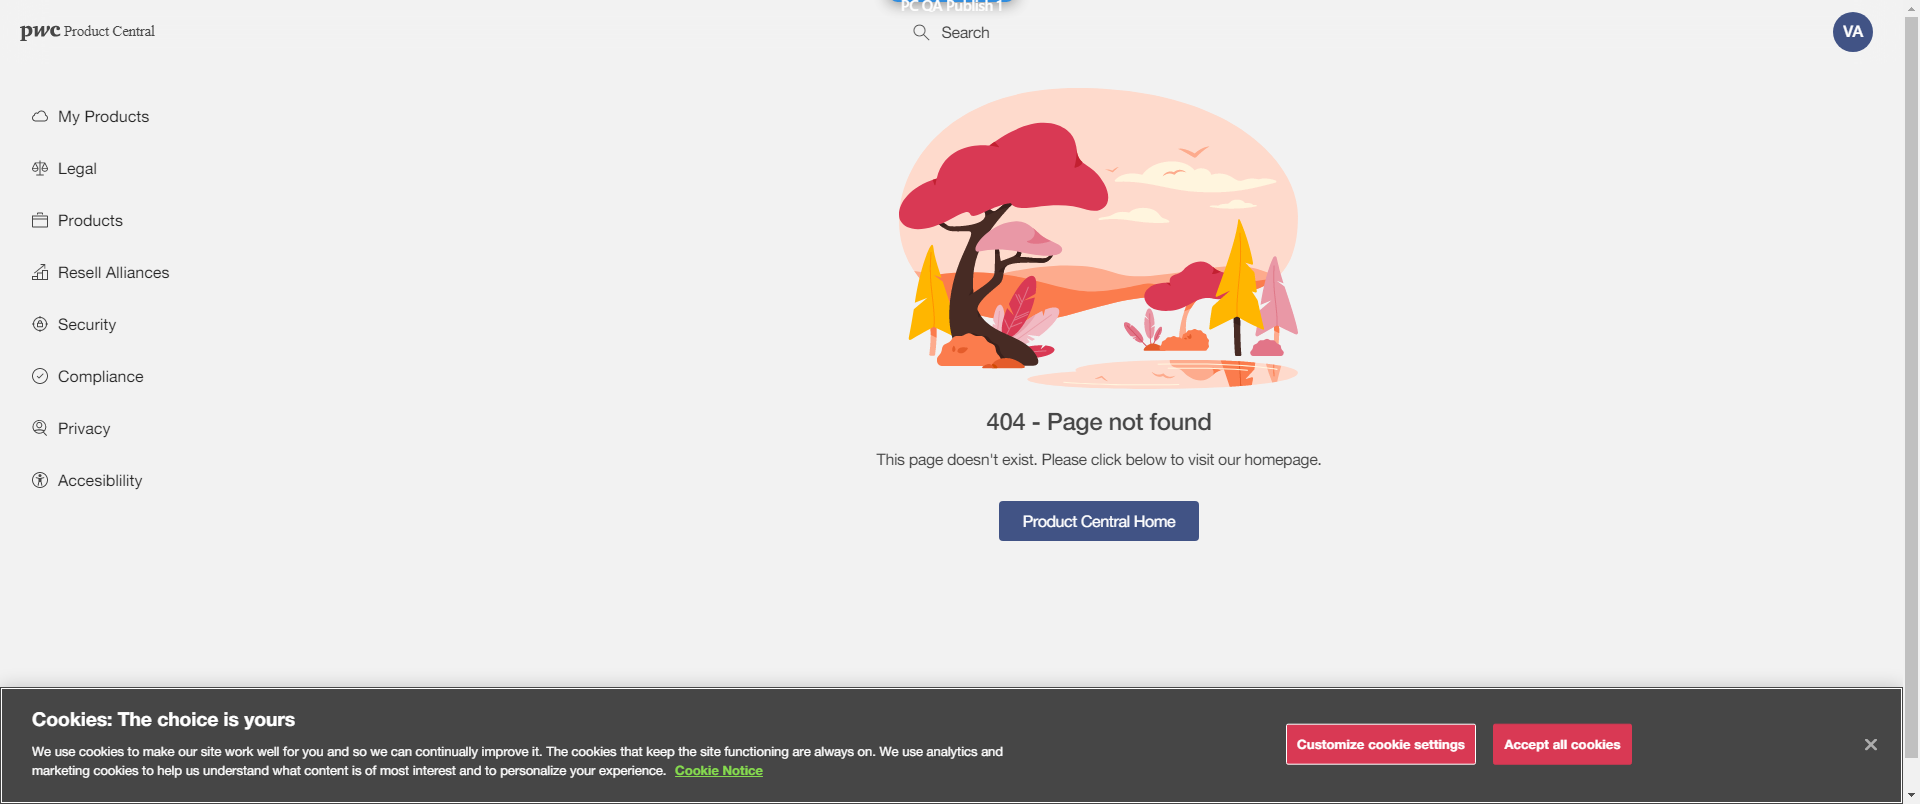 PC QA Publish 1
pwc Product Central
Search
VA
My Products
Legal
Products
Resell Alliances
Security
Compliance
Privacy
Accesiblility
404 - Page not found
This page doesn't exist. Please click below to visit our homepage.
Product Central Home
Cookies: The choice is yours
We use cookies to make our site work well for you and so we can continually improve it. The cookies that keep the site functioning are always on. We use analytics and
marketing cookies to help us understand what content is of most interest and to personalize your experience. Cookie Notice
Customize cookie settings
Accept all cookies